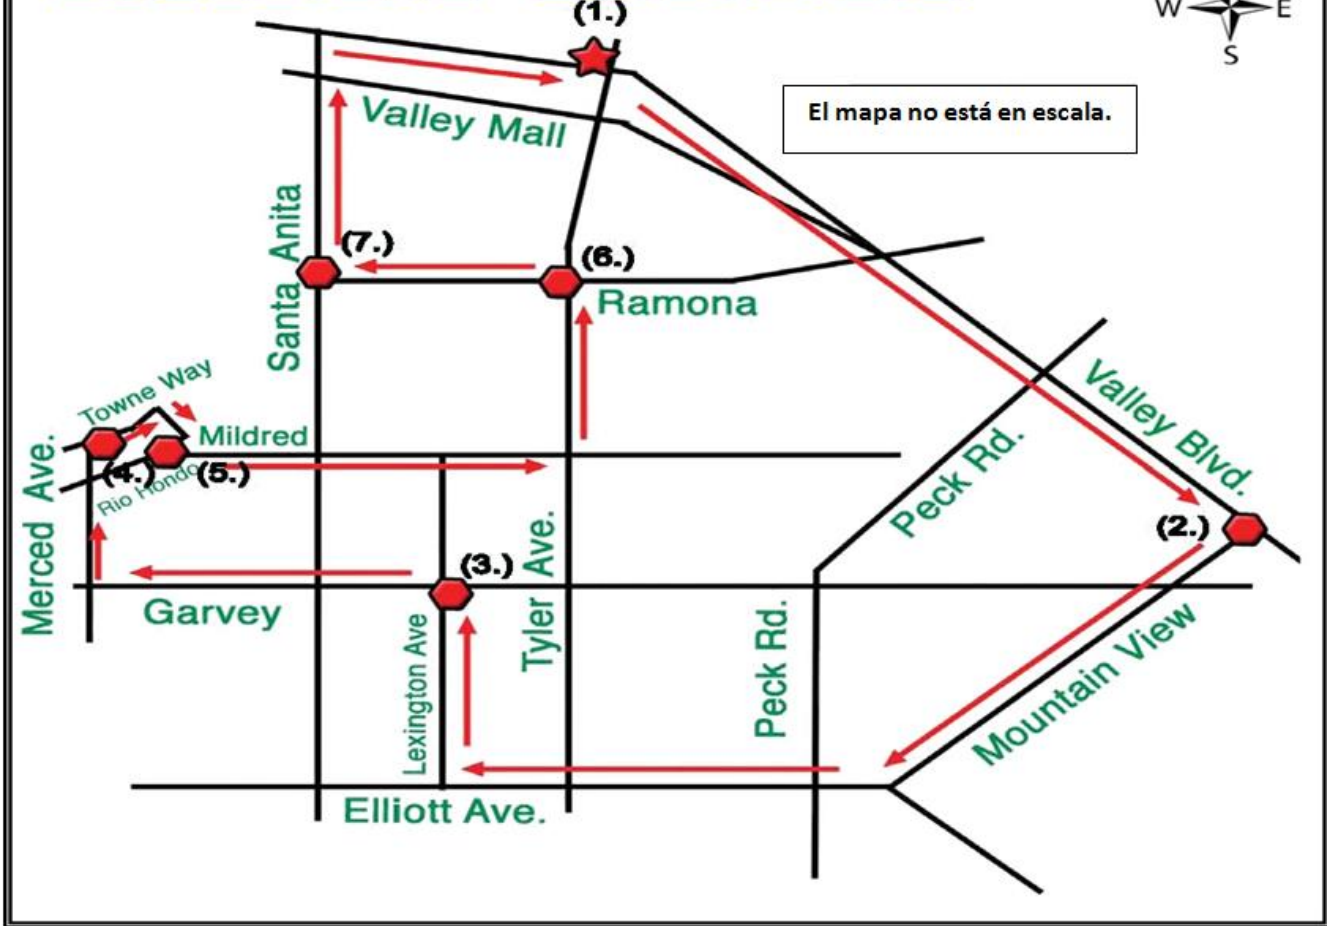 (1.)
W E
S
El mapa no está en escala.
Valley Mall
Santa Anita
(7.)
(6.)
Ramona
Towne Way
Mildred
Valley Blvd.
Peck Rd.
Merced Ave.
(4.)
(5.)
Rio Hondo
(2.)
(3.)
Garvey
Tyler Ave.
Lexington Ave
Peck Rd.
Mountain View
Elliott Ave.